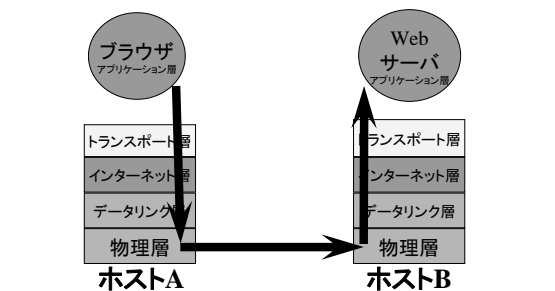 ブラウザ
アプリケーション層
トランスポート層
インターネット層
データリンク層
物理層
ホストA
Web
サーバ
アプリケーション層
トランスポート層
インターネット層
データリンク層
物理層
ホストB